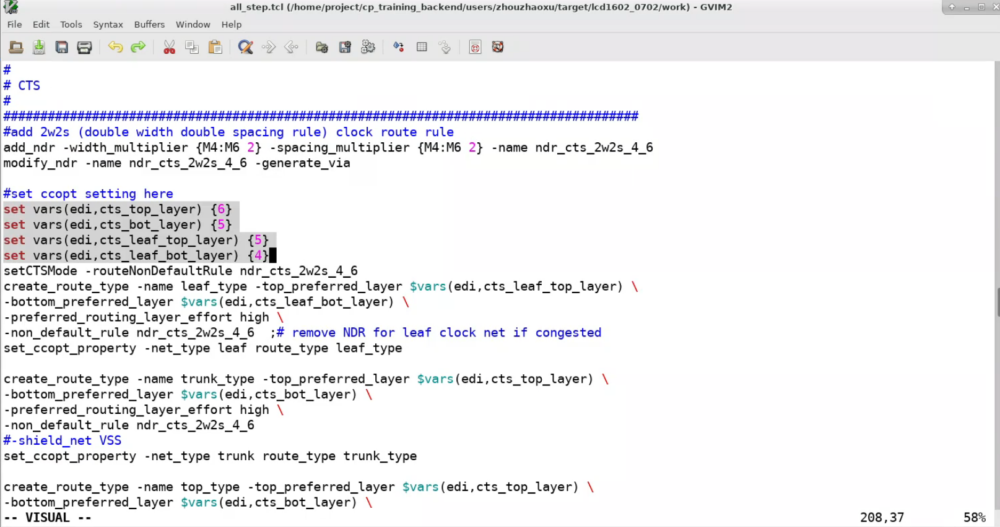 all_step.tcl (/home/project/cp_training_backend/users/zhouzhaoxu/target/lcd1602_0702/work) - GVIM2
File Edit Tools Syntax Buffers Window Help
#
# CTS
#
######################################################################################
#add 2w2s (double width double spacing rule) clock route rule
add_ndr -width_multiplier {M4:M6 2} -spacing_multiplier {M4:M6 2} -name ndr_cts_2w2s_4_6
modify_ndr -name ndr_cts_2w2s_4_6 -generate_via
#set ccopt setting here
set vars(edi,cts_top_layer) {6}
set vars(edi,cts_bot_layer) {5}
set vars(edi,cts_leaf_top_layer) {5}
set vars(edi,cts_leaf_bot_layer) {4}
setCTSMode -routeNonDefaultRule ndr_cts_2w2s_4_6
create_route_type -name leaf_type -top_preferred_layer $vars(edi,cts_leaf_top_layer) \
-bottom_preferred_layer $vars(edi,cts_leaf_bot_layer) \
-preferred_routing_layer_effort high \
-non_default_rule ndr_cts_2w2s_4_6  ;# remove NDR for leaf clock net if congested
set_ccopt_property -net_type leaf route_type leaf_type
create_route_type -name trunk_type -top_preferred_layer $vars(edi,cts_top_layer) \
-bottom_preferred_layer $vars(edi,cts_bot_layer) \
-preferred_routing_layer_effort high \
-non_default_rule ndr_cts_2w2s_4_6
#-shield_net VSS
set_ccopt_property -net_type trunk route_type trunk_type
create_route_type -name top_type -top_preferred_layer $vars(edi,cts_top_layer) \
-bottom_preferred_layer $vars(edi,cts_bot_layer) \
-- VISUAL -- 208,37 58%